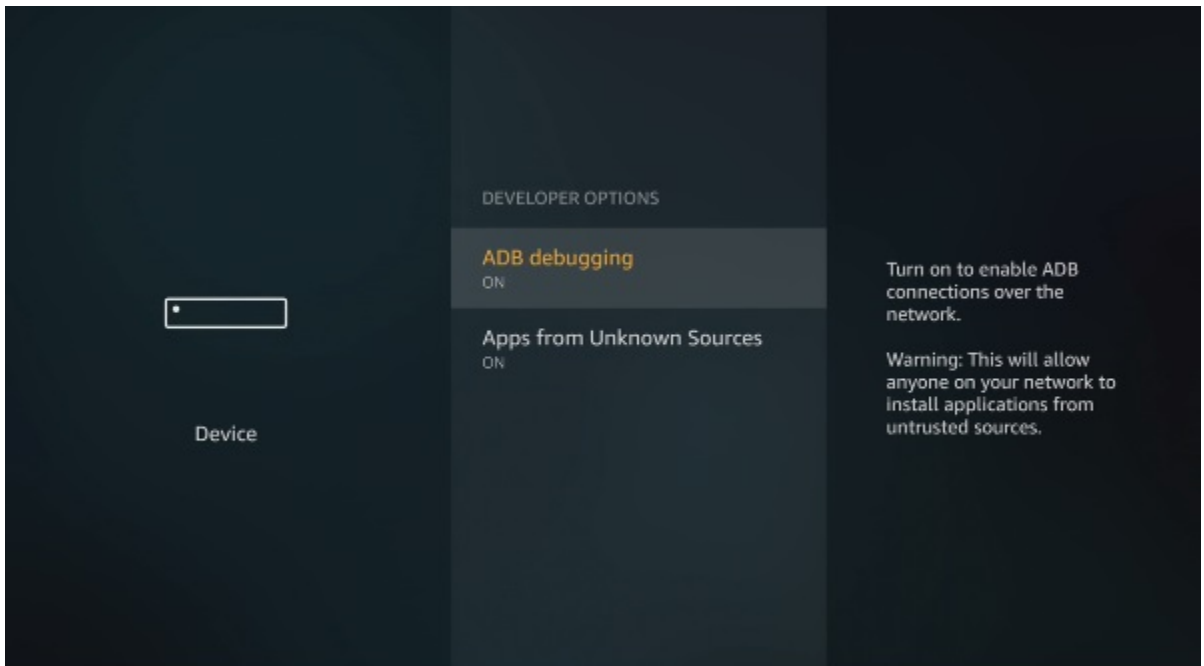 Device
DEVELOPER OPTIONS
ADB debugging
ON
Apps from Unknown Sources
ON
Turn on to enable ADB
connections over the
network.
Warning: This will allow
anyone on your network to
install applications from
untrusted sources.